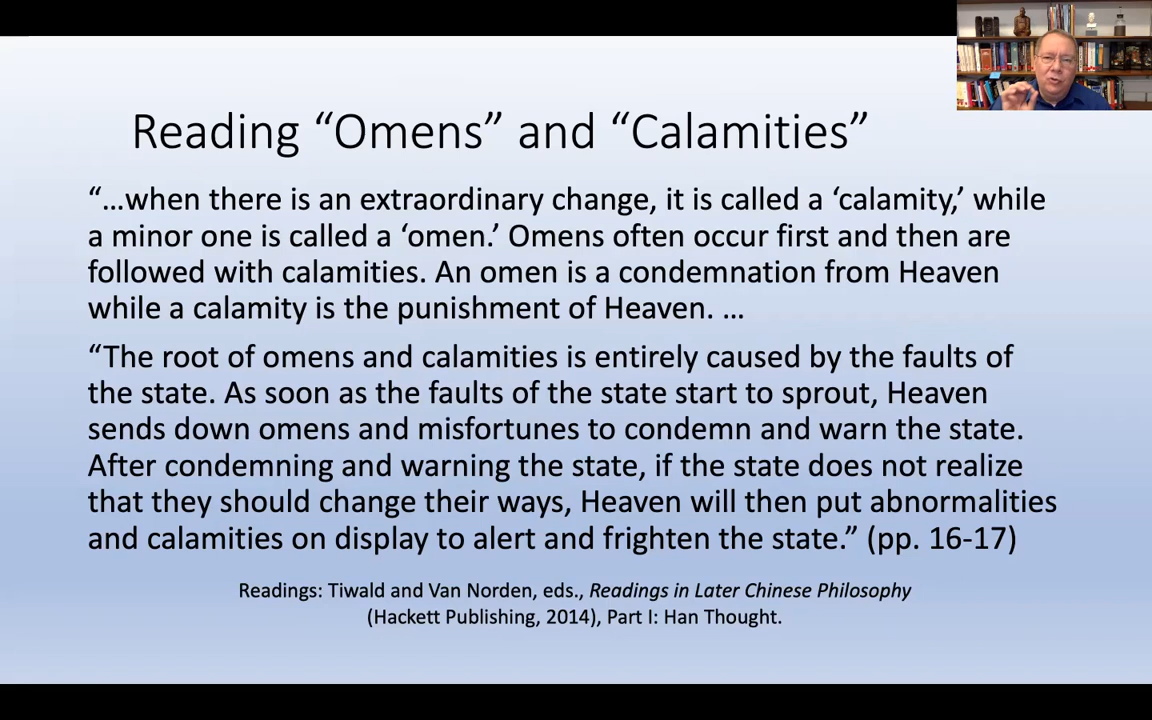 Reading “Omens” and “Calamities”
“…when there is an extraordinary change, it is called a ‘calamity,’ while
a minor one is called a ‘omen.’ Omens often occur first and then are
followed with calamities. An omen is a condemnation from Heaven
while a calamity is the punishment of Heaven. …
“The root of omens and calamities is entirely caused by the faults of
the state. As soon as the faults of the state start to sprout, Heaven
sends down omens and misfortunes to condemn and warn the state.
After condemning and warning the state, if the state does not realize
that they should change their ways, Heaven will then put abnormalities
and calamities on display to alert and frighten the state.” (pp. 16-17)
Readings: Tiwald and Van Norden, eds., Readings in Later Chinese Philosophy
(Hackett Publishing, 2014), Part I: Han Thought.